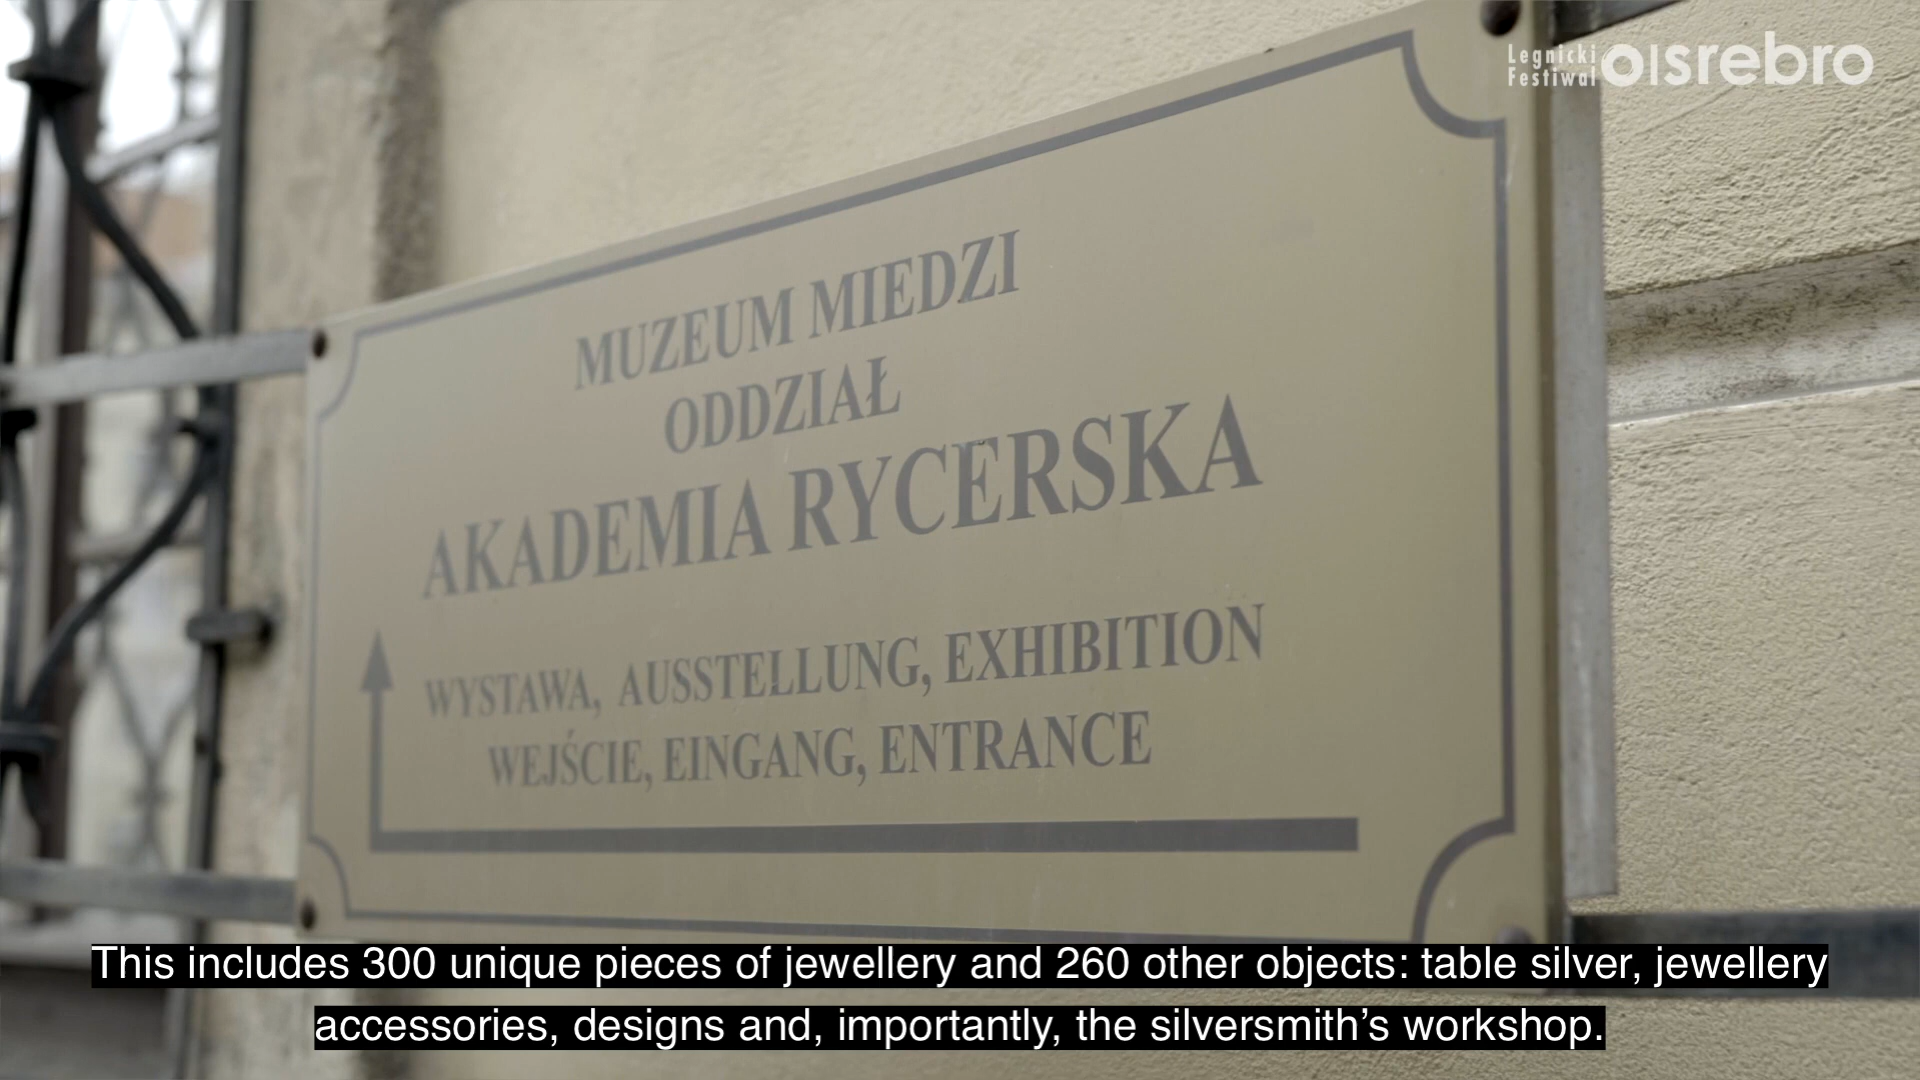 Legnicki
Festiwal srebro
MUZEUM MIEDZI
ODDZIAŁ
AKADEMIA RYCERSKA
WYSTAWA, AUSSTELLUNG, EXHIBITION
WEJŚCIE, EINGANG, ENTRANCE
This includes 300 unique pieces of jewellery and 260 other objects: table silver, jewellery
accessories, designs and, importantly, the silversmith’s workshop.